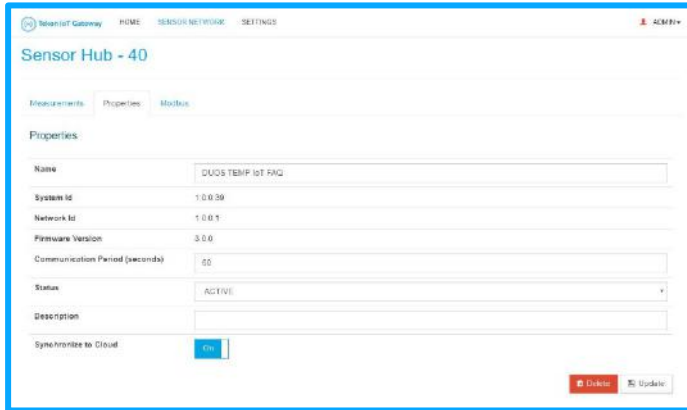 Tekon IoT Gateway HOME SENSOR NETWORK SETTINGS ADMIN
Sensor Hub - 40
Measurements Properties Modbus
Properties
Name DUOS TEMP IoT FAQ
System Id 1.0.0.39
Network Id 1.0.0.1
Firmware Version 3.0.0
Communication Period (seconds) 60
Status ACTIVE
Description
Synchronize to Cloud On
Delete Update